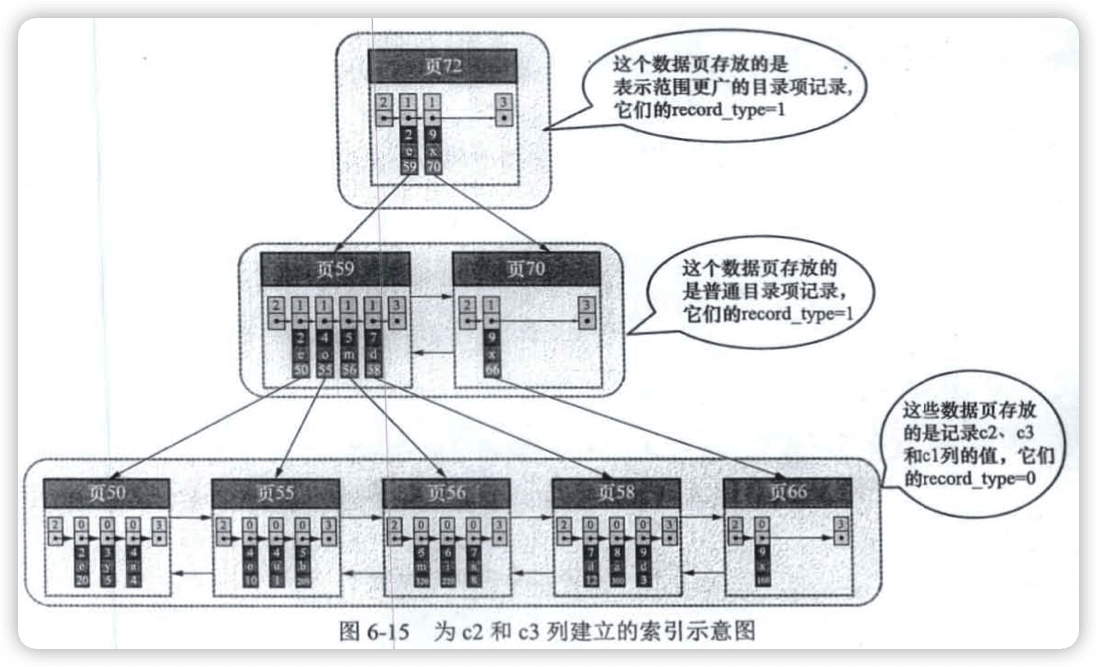 页72
2 1 1 3
2 9
e x
59 70
这个数据页存放的是
表示范围更广的目录项记录,
它们的record_type=1
页59
2 1 1 1 1 3
2 4 5 7
e o m d
50 55 56 58
页70
2 1 3
9
x
66
这个数据页存放的
是普通目录项记录,
它们的record_type=1
这些数据页存放
的是记录c2、c3
和c1列的值，它们
的record_type=0
页50
2 0 0 0 3
2 3 4
e y a
20 5 4
页55
2 0 0 0 3
4 4 5
o u b
10 1 209
页56
2 0 0 0 3
5 7
m
120 220 8
页58
2 0 0 0 3
7 8 9
d a d
12 300 3
页66
2 0 3
9
x
100
图 6-15 为 c2 和 c3 列建立的索引示意图